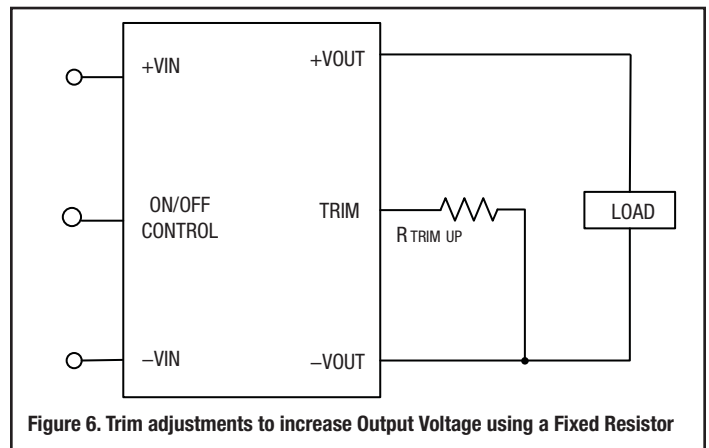 +VIN
+VOUT
ON/OFF
CONTROL
TRIM
R TRIM UP
LOAD
−VIN
−VOUT
Figure 6. Trim adjustments to increase Output Voltage using a Fixed Resistor